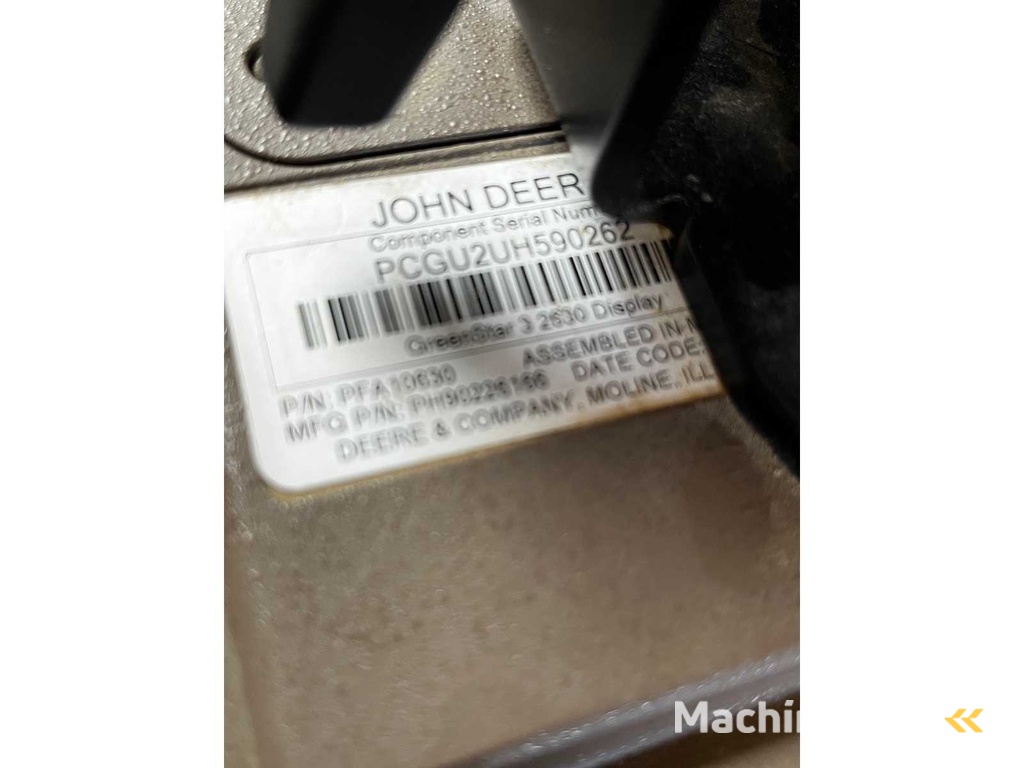 JOHN DEER
Component Serial Num
PCGU2UH590262
GreenStar 3 2630 Display
P/N: PFA10630 ASSEMBLED IN
MFG P/N: PH90226166 DATE CODE:
DEERE & COMPANY, MOLINE, ILL
Machin